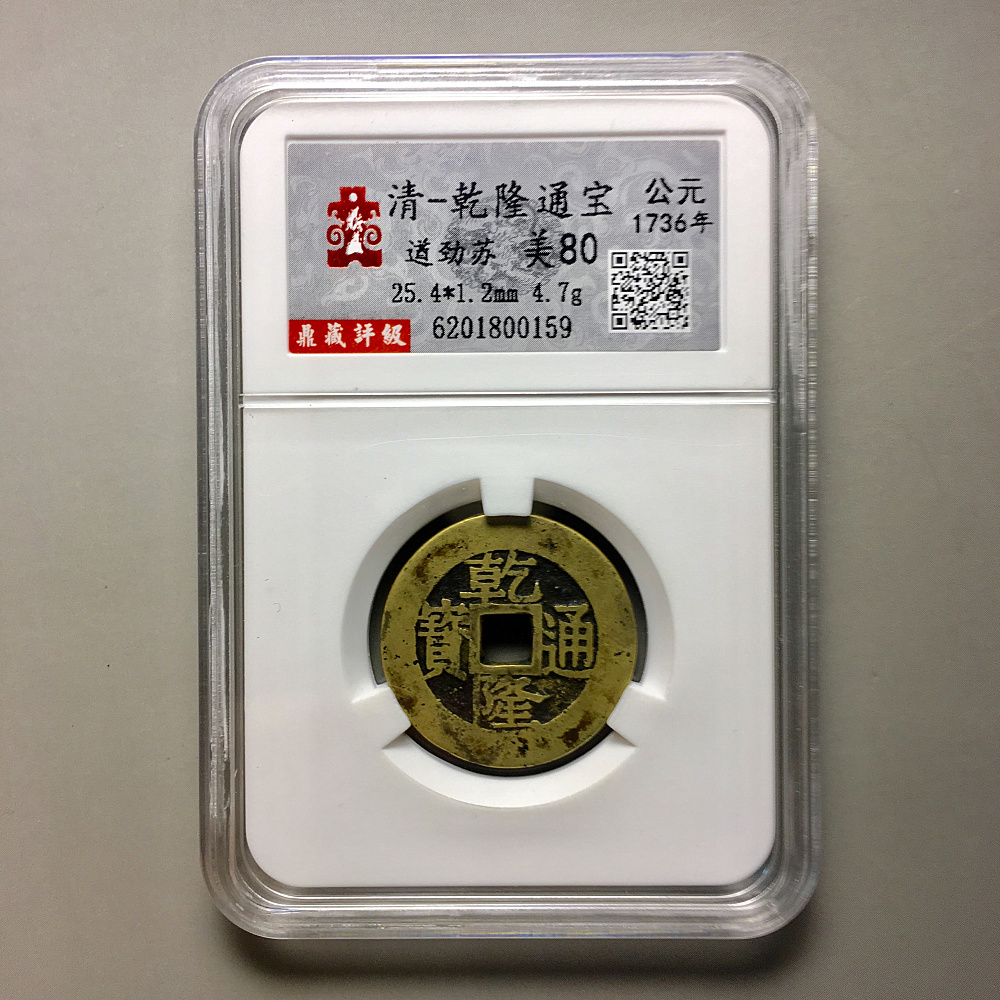 清-乾隆通宝
公元
1736年
遒劲苏 美80
25.4*1.2mm 4.7g
鼎藏評級
6201800159
乾隆通寶